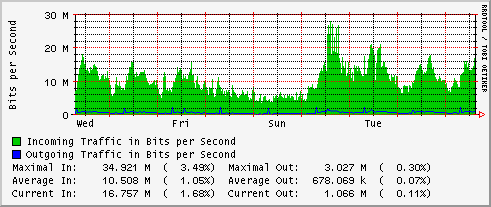 RRDTOOL / TOBI OETIKER
Bits per Second
30 M
20 M
10 M
0
Wed Fri Sun Tue
Incoming Traffic in Bits per Second
Outgoing Traffic in Bits per Second
Maximal In: 34.921 M ( 3.49%) Maximal Out: 3.027 M ( 0.30%)
Average In: 10.508 M ( 1.05%) Average Out: 678.069 k ( 0.07%)
Current In: 16.757 M ( 1.68%) Current Out: 1.066 M ( 0.11%)